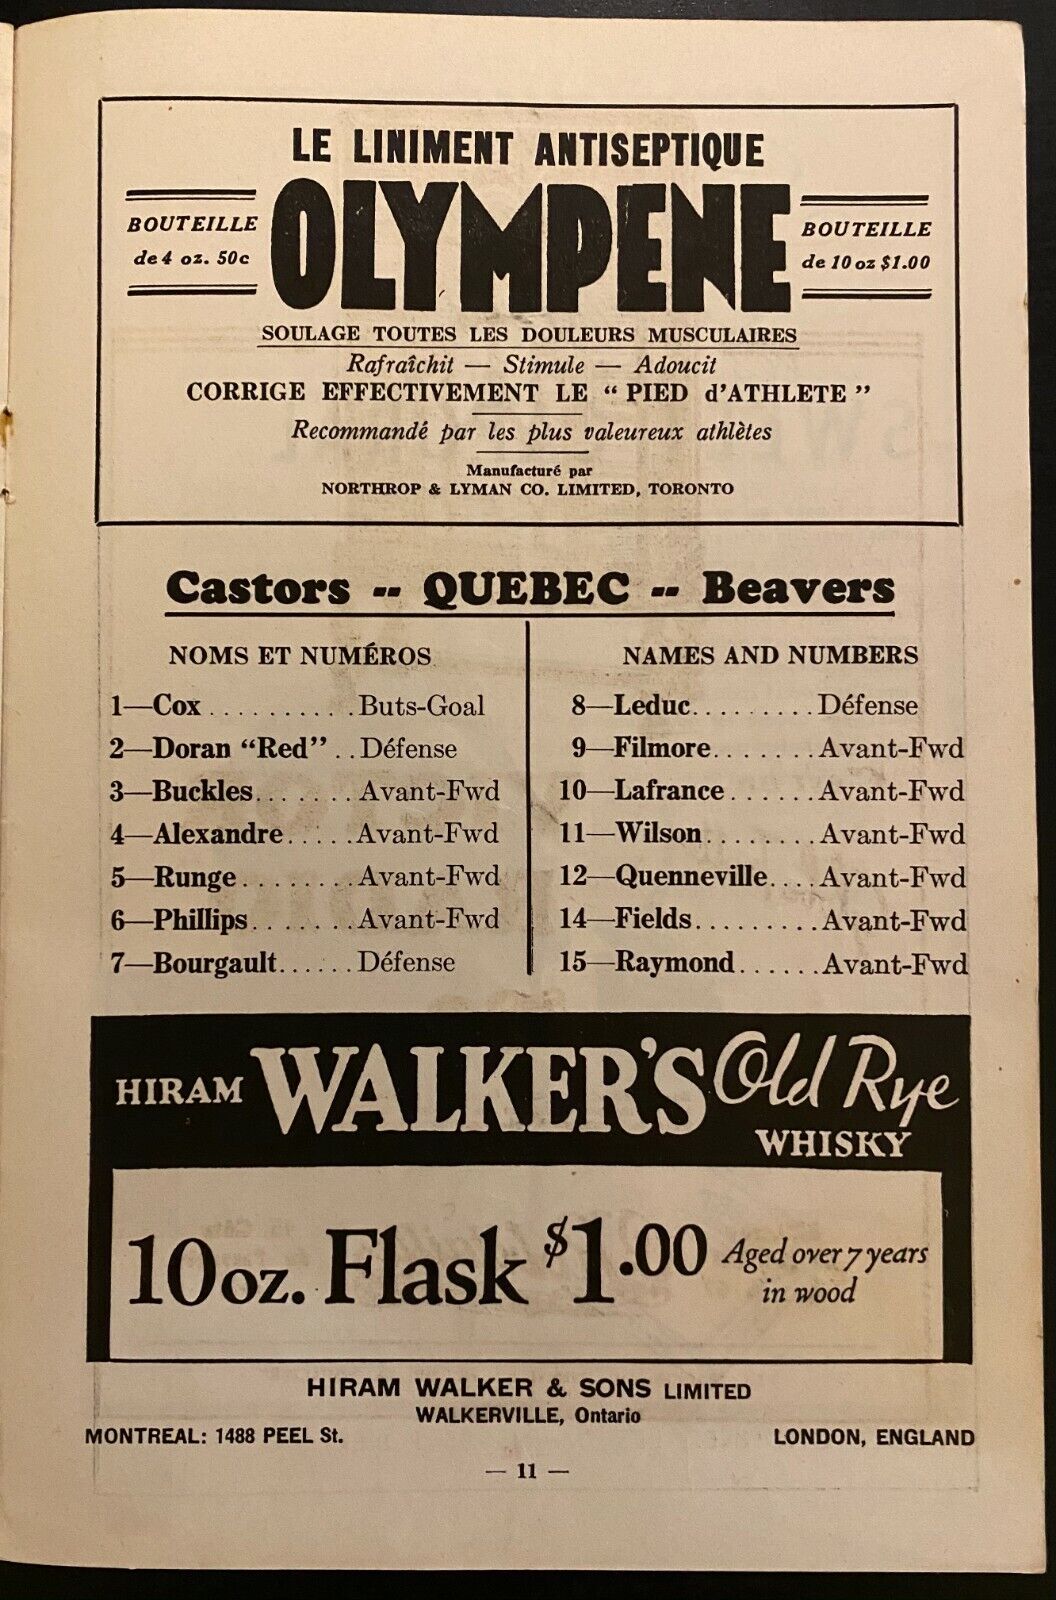 LE LINIMENT ANTISEPTIQUE
OLYMPENE
BOUTEILLE
de 4 oz. 50c
BOUTEILLE
de 10 oz $1.00
SOULAGE TOUTES LES DOULEURS MUSCULAIRES
Rafraîchit — Stimule — Adoucit
CORRIGE EFFECTIVEMENT LE “ PIED d'ATHLETE ”
Recommandé par les plus valeureux athlètes
Manufacturé par
NORTHROP & LYMAN CO. LIMITED, TORONTO
Castors -- QUEBEC -- Beavers
NOMS ET NUMÉROS
1—Cox .......... Buts-Goal
2—Doran “Red” .. Défense
3—Buckles....... Avant-Fwd
4—Alexandre..... Avant-Fwd
5—Runge........ Avant-Fwd
6—Phillips....... Avant-Fwd
7—Bourgault...... Défense
NAMES AND NUMBERS
8—Leduc......... Défense
9—Filmore....... Avant-Fwd
10—Lafrance ...... Avant-Fwd
11—Wilson........ Avant-Fwd
12—Quenneville.... Avant-Fwd
14—Fields......... Avant-Fwd
15—Raymond...... Avant-Fwd
HIRAM WALKER'S Old Rye
WHISKY
10 oz. Flask $1.00 Aged over 7 years
in wood
HIRAM WALKER & SONS LIMITED
WALKERVILLE, Ontario
MONTREAL: 1488 PEEL St. LONDON, ENGLAND
— 11 —